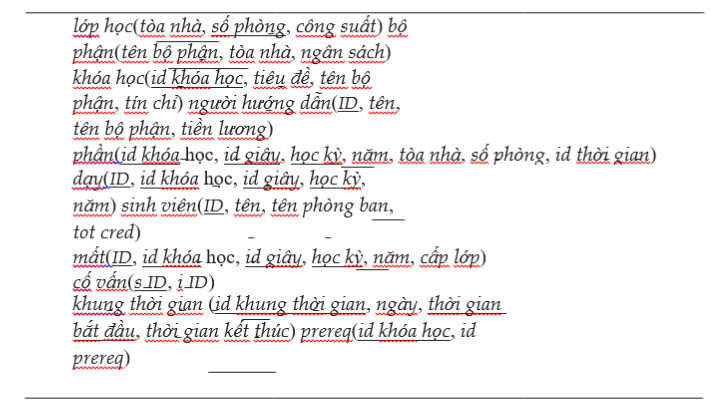 lớp học(tòa nhà, số phòng, công suất) bộ
phận(tên bộ phận, tòa nhà, ngân sách)
khóa học(id khóa học, tiêu đề, tên bộ
phận, tín chỉ) người hướng dẫn(ID, tên,
tên bộ phận, tiền lương)
phần(id khóa học, id giây, học kỳ, năm, tòa nhà, số phòng, id thời gian)
dạy(ID, id khóa học, id giây, học kỳ,
năm) sinh viên(ID, tên, tên phòng ban,
tot cred)
mất(ID, id khóa học, id giây, học kỳ, năm, cấp lớp)
cố vấn(s ID, i ID)
khung thời gian (id khung thời gian, ngày, thời gian
bắt đầu, thời gian kết thúc) prereq(id khóa học, id
prereq)